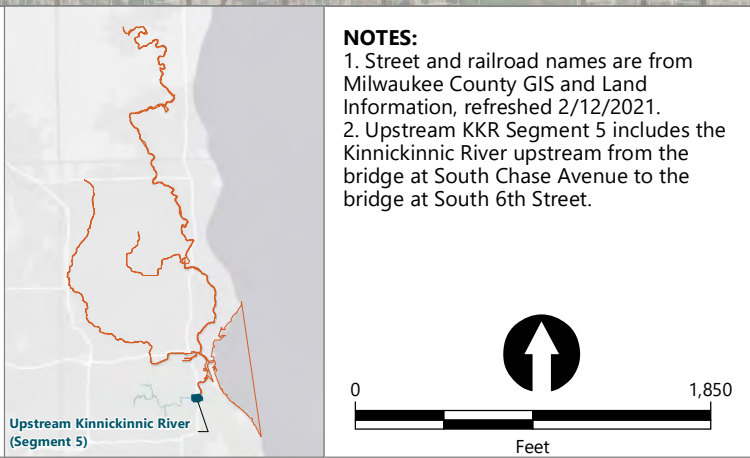 Upstream Kinnickinnic River
(Segment 5)
NOTES:
1. Street and railroad names are from
Milwaukee County GIS and Land
Information, refreshed 2/12/2021.
2. Upstream KKR Segment 5 includes the
Kinnickinnic River upstream from the
bridge at South Chase Avenue to the
bridge at South 6th Street.
0 1,850
Feet